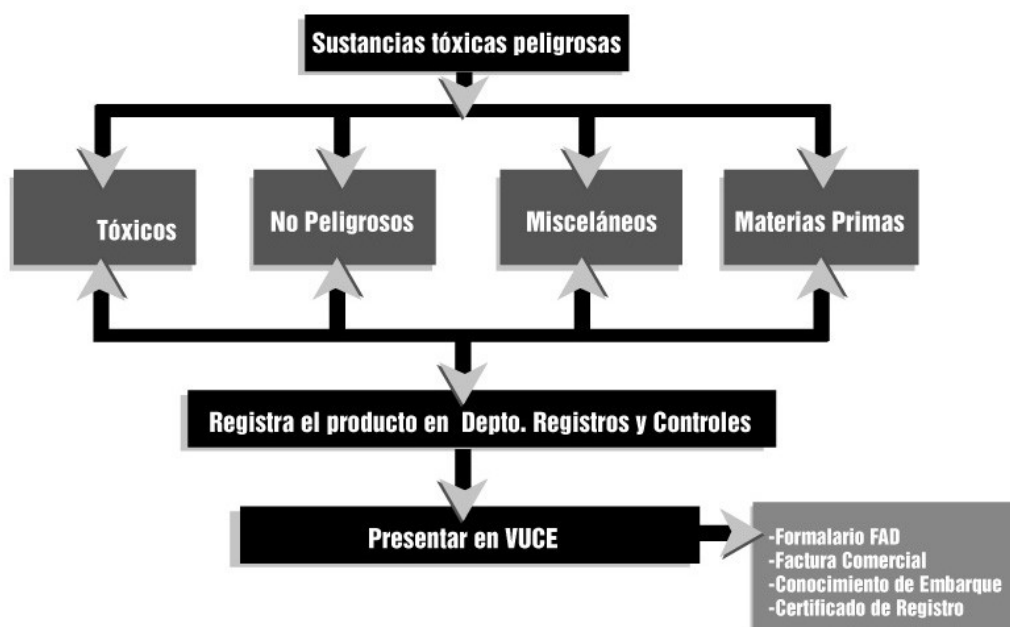 Sustancias tóxicas peligrosas
Tóxicos
No Peligrosos
Misceláneos
Materias Primas
Registra el producto en Depto. Registros y Controles
Presentar en VUCE
-Formalario FAD
-Factura Comercial
-Conocimiento de Embarque
-Certificado de Registro